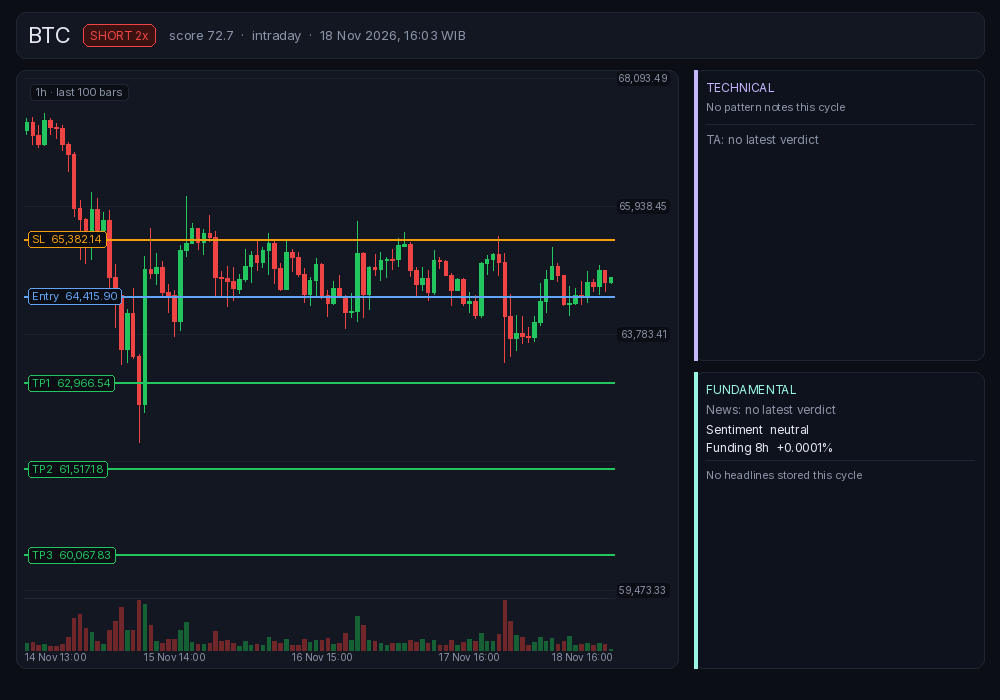 BTC SHORT 2x score 72.7 · intraday · 18 Nov 2026, 16:03 WIB
1h · last 100 bars
68,093.49
65,938.45
SL 65,382.14
Entry 64,415.90
63,783.41
TP1 62,966.54
TP2 61,517.18
TP3 60,067.83
59,473.33
14 Nov 13:00 15 Nov 14:00 16 Nov 15:00 17 Nov 16:00 18 Nov 16:00
TECHNICAL
No pattern notes this cycle
TA: no latest verdict
FUNDAMENTAL
News: no latest verdict
Sentiment neutral
Funding 8h +0.0001%
No headlines stored this cycle